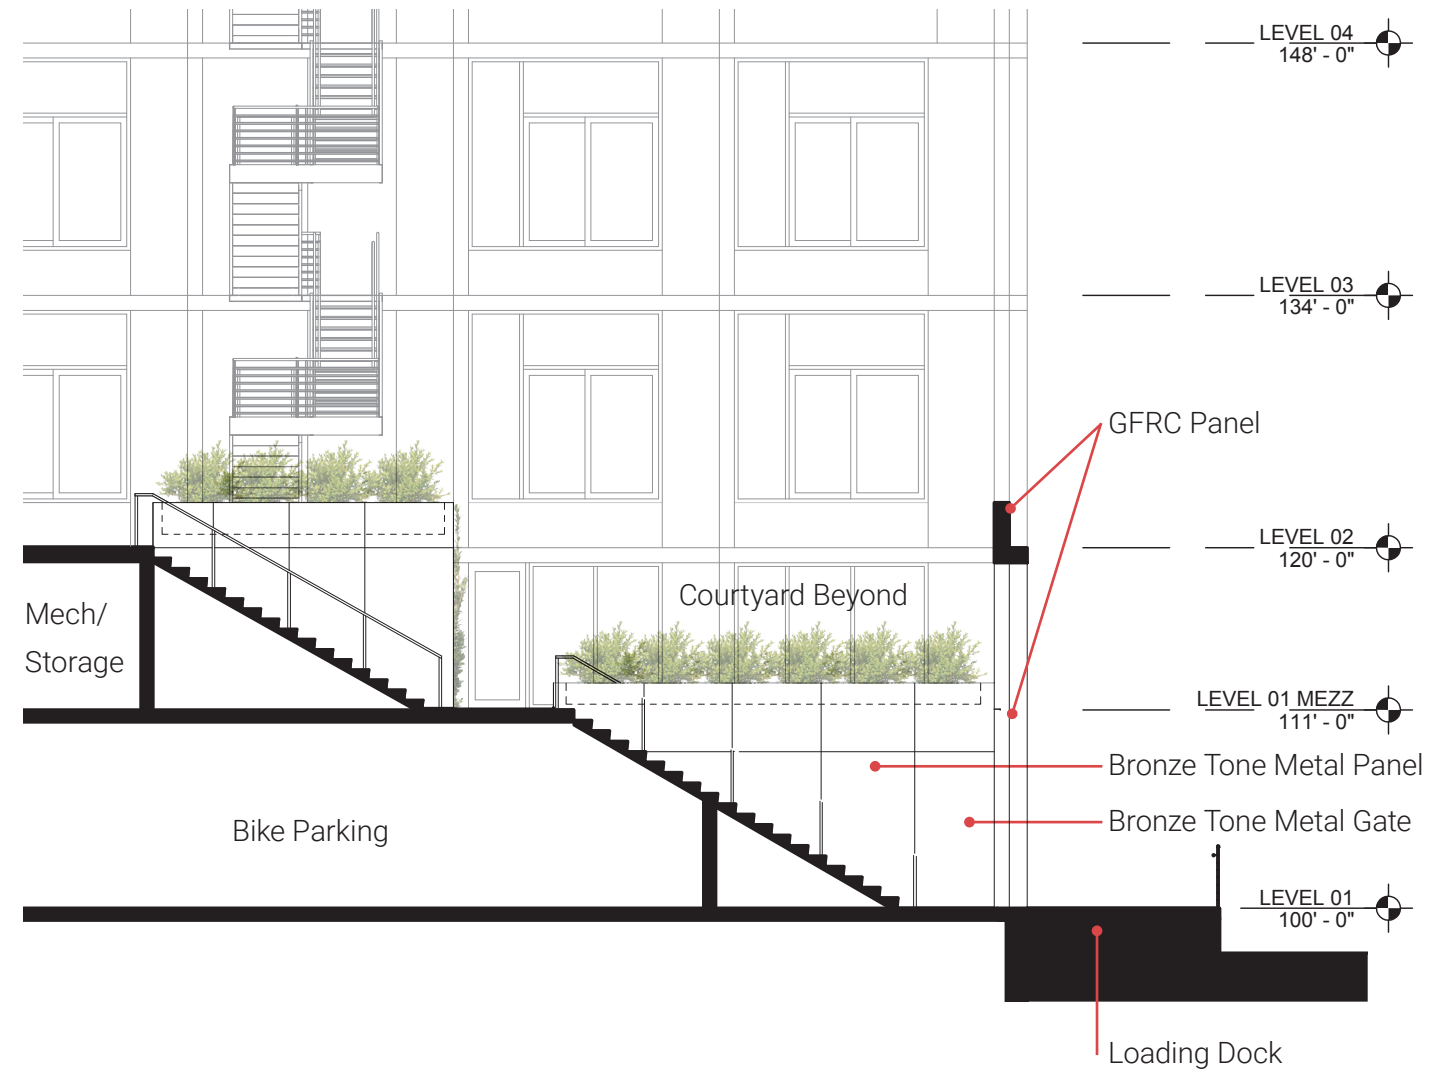 LEVEL 04
148' - 0"
LEVEL 03
134' - 0"
GFRC Panel
LEVEL 02
120' - 0"
Courtyard Beyond
Mech/
Storage
LEVEL 01 MEZZ
111' - 0"
Bronze Tone Metal Panel
Bronze Tone Metal Gate
Bike Parking
LEVEL 01
100' - 0"
Loading Dock